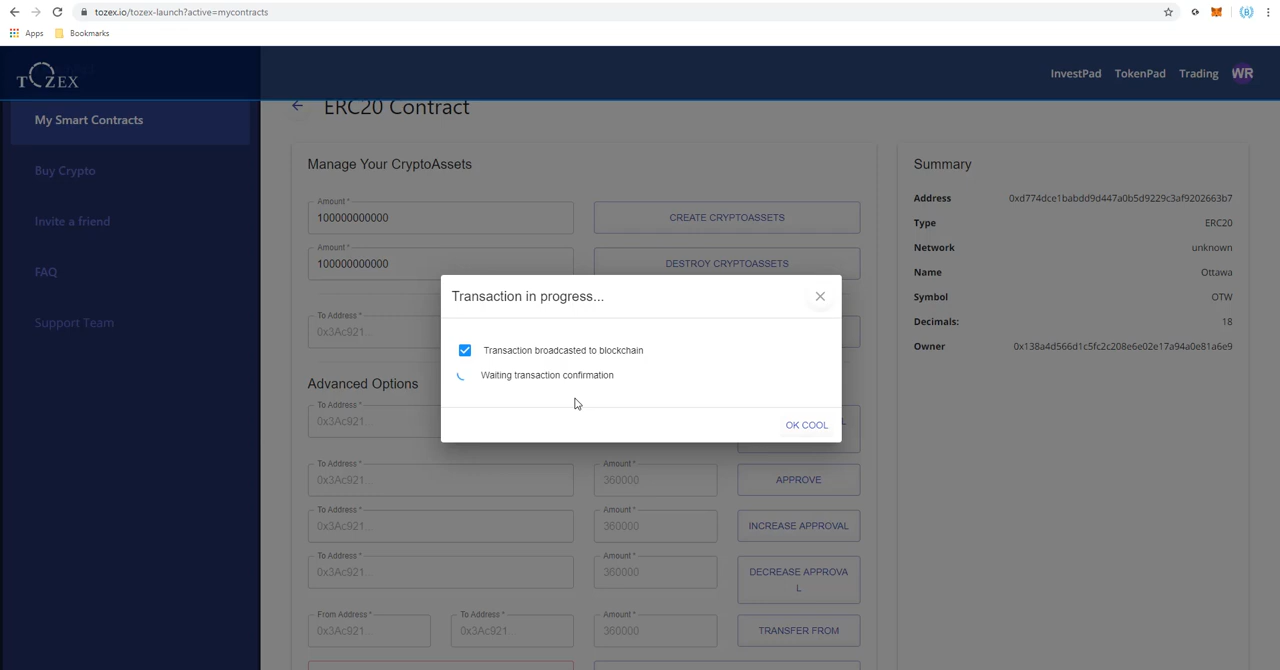 tozex.io/tozex-launch?active=mycontracts
Apps Bookmarks
TOZEX
InvestPad TokenPad Trading WR
My Smart Contracts
Buy Crypto
Invite a friend
FAQ
Support Team
ERC20 Contract
Manage Your CryptoAssets
Amount *
100000000000
CREATE CRYPTOASSETS
Amount *
100000000000
DESTROY CRYPTOASSETS
To Address *
0x3Ac921...
Transaction in progress...
Transaction broadcasted to blockchain
Waiting transaction confirmation
OK COOL
Advanced Options
To Address *
0x3Ac921...
L
To Address *
0x3Ac921...
Amount *
360000
APPROVE
To Address *
0x3Ac921...
Amount *
360000
INCREASE APPROVAL
To Address *
0x3Ac921...
Amount *
360000
DECREASE APPROVA
L
From Address *
0x3Ac921...
To Address *
0x3Ac921...
Amount *
360000
TRANSFER FROM
Summary
Address 0xd774dce1babdd9d447a0b5d9229c3af9202663b7
Type ERC20
Network unknown
Name Ottawa
Symbol OTW
Decimals: 18
Owner 0x138a4d566d1c5fc2c208e6e02e17a94a0e81a6e9